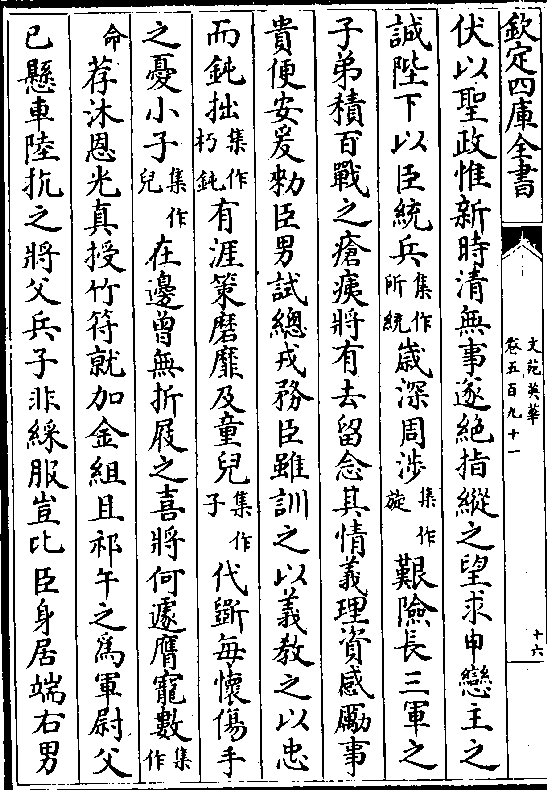 欽定四庫全書
文苑英華
卷五百九十一
十六
伏以聖政惟新時清無事遂絶指縱之望求申戀主之
誠陛下以臣統兵集作所統歲深周涉集作旋艱險長三軍之
子弟積百戰之瘡痍將有去留念其情義理資感勵事
貴便安爰勑臣男試總戎務臣雖訓之以義教之以忠
而鈍拙集作朽鈍有涯策磨靡及童兒集作子代斵每懷傷手
之憂小子集作兒在邊曾無折屐之喜將何遽膺寵數集作
命荐沐恩光真授竹符就加金組且祁午之為軍尉父
已懸車陸抗之將父兵子非綵服豈比臣身居端右男